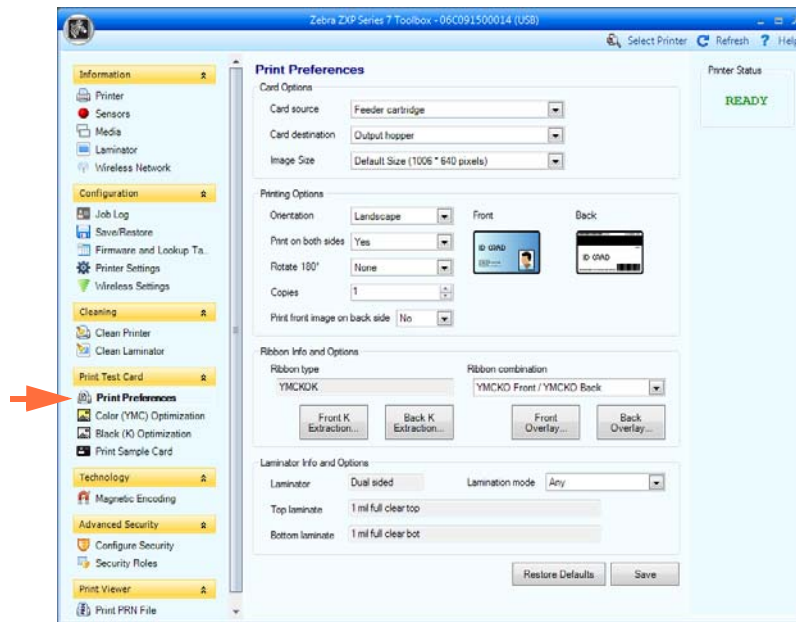 Zebra ZXP Series 7 Toolbox - 06C091500014 (USB)
Select Printer Refresh ? Help
Information
Printer
Sensors
Media
Laminator
Wireless Network
Configuration
Job Log
Save/Restore
Firmware and Lookup Ta..
Printer Settings
Wireless Settings
Cleaning
Clean Printer
Clean Laminator
Print Test Card
Print Preferences
Color (YMC) Optimization
Black (K) Optimization
Print Sample Card
Technology
Magnetic Encoding
Advanced Security
Configure Security
Security Roles
Print Viewer
Print PRN File
Print Preferences
Card Options
Card source Feeder cartridge
Card destination Output hopper
Image Size Default Size (1006 * 640 pixels)
Printing Options
Orientation Landscape Front Back
Print on both sides Yes
ID CARD
ID CARD
Rotate 180° None
Copies 1
Print front image on back side No
Ribbon Info and Options
Ribbon type Ribbon combination
YMCKOK YMCKO Front / YMCKO Back
Front K Extraction... Back K Extraction... Front Overlay... Back Overlay...
Laminator Info and Options
Laminator Dual sided Lamination mode Any
Top laminate 1 mil full clear top
Bottom laminate 1 mil full clear bot
Restore Defaults Save
Printer Status
READY